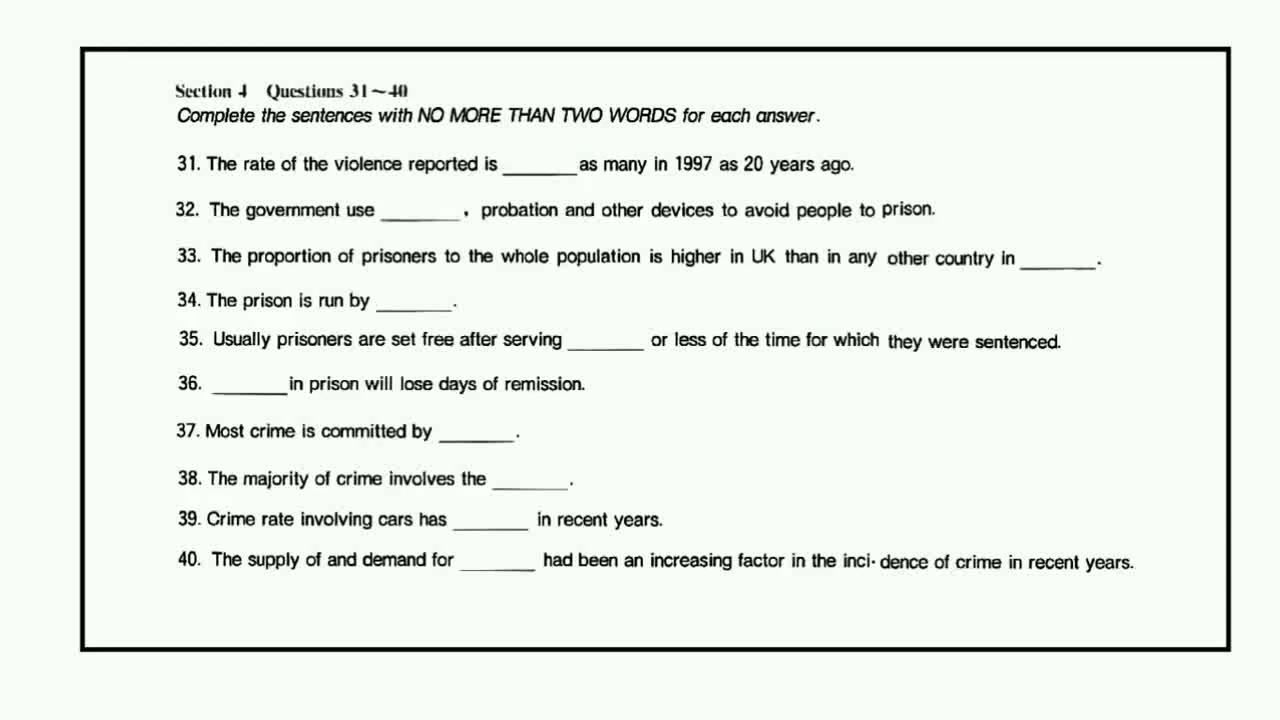 Section 4 Questions 31~40
Complete the sentences with NO MORE THAN TWO WORDS for each answer.
31. The rate of the violence reported is _______ as many in 1997 as 20 years ago.
32. The government use _______, probation and other devices to avoid people to prison.
33. The proportion of prisoners to the whole population is higher in UK than in any other country in _______.
34. The prison is run by _______.
35. Usually prisoners are set free after serving _______ or less of the time for which they were sentenced.
36. _______ in prison will lose days of remission.
37. Most crime is committed by _______.
38. The majority of crime involves the _______.
39. Crime rate involving cars has _______ in recent years.
40. The supply of and demand for _______ had been an increasing factor in the inci- dence of crime in recent years.